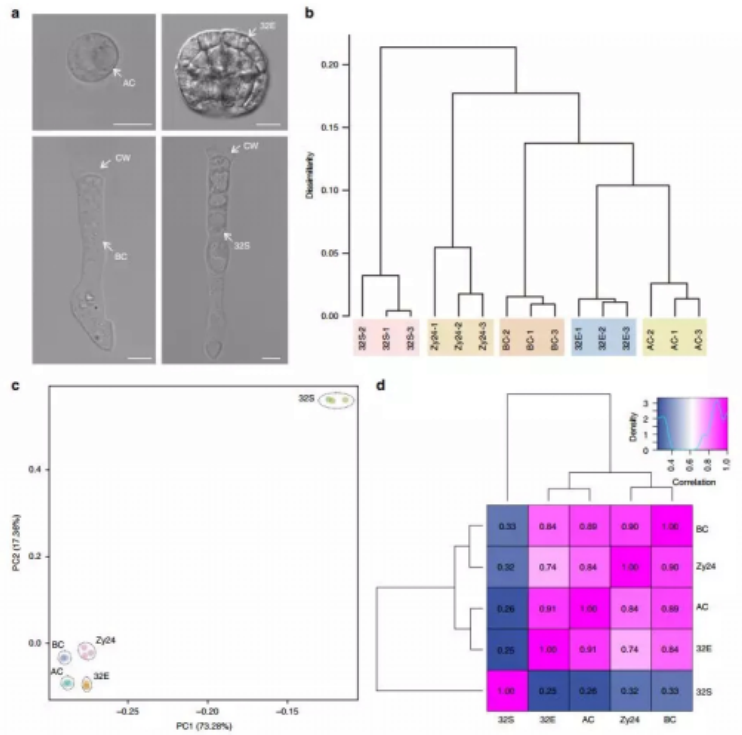 a
AC
32E
CW
BC
CW
32S
b
Dissimilarity
0.20
0.15
0.10
0.05
0.00
32S-2
32S-1
32S-3
Zy24-1
Zy24-2
Zy24-3
BC-2
BC-1
BC-3
32E-1
32E-2
32E-3
AC-2
AC-1
AC-3
c
PC2 (17.36%)
0.4
0.2
0.0
32S
BC
Zy24
AC
32E
−0.25
−0.20
−0.15
PC1 (73.28%)
d
Density
3
2
1
0
0.4
0.6
0.8
1.0
Correlation
0.33 0.84 0.89 0.90 1.00 BC
0.32 0.74 0.84 1.00 0.90 Zy24
0.26 0.91 1.00 0.84 0.89 AC
0.25 1.00 0.91 0.74 0.84 32E
1.00 0.25 0.26 0.32 0.33 32S
32S 32E AC Zy24 BC